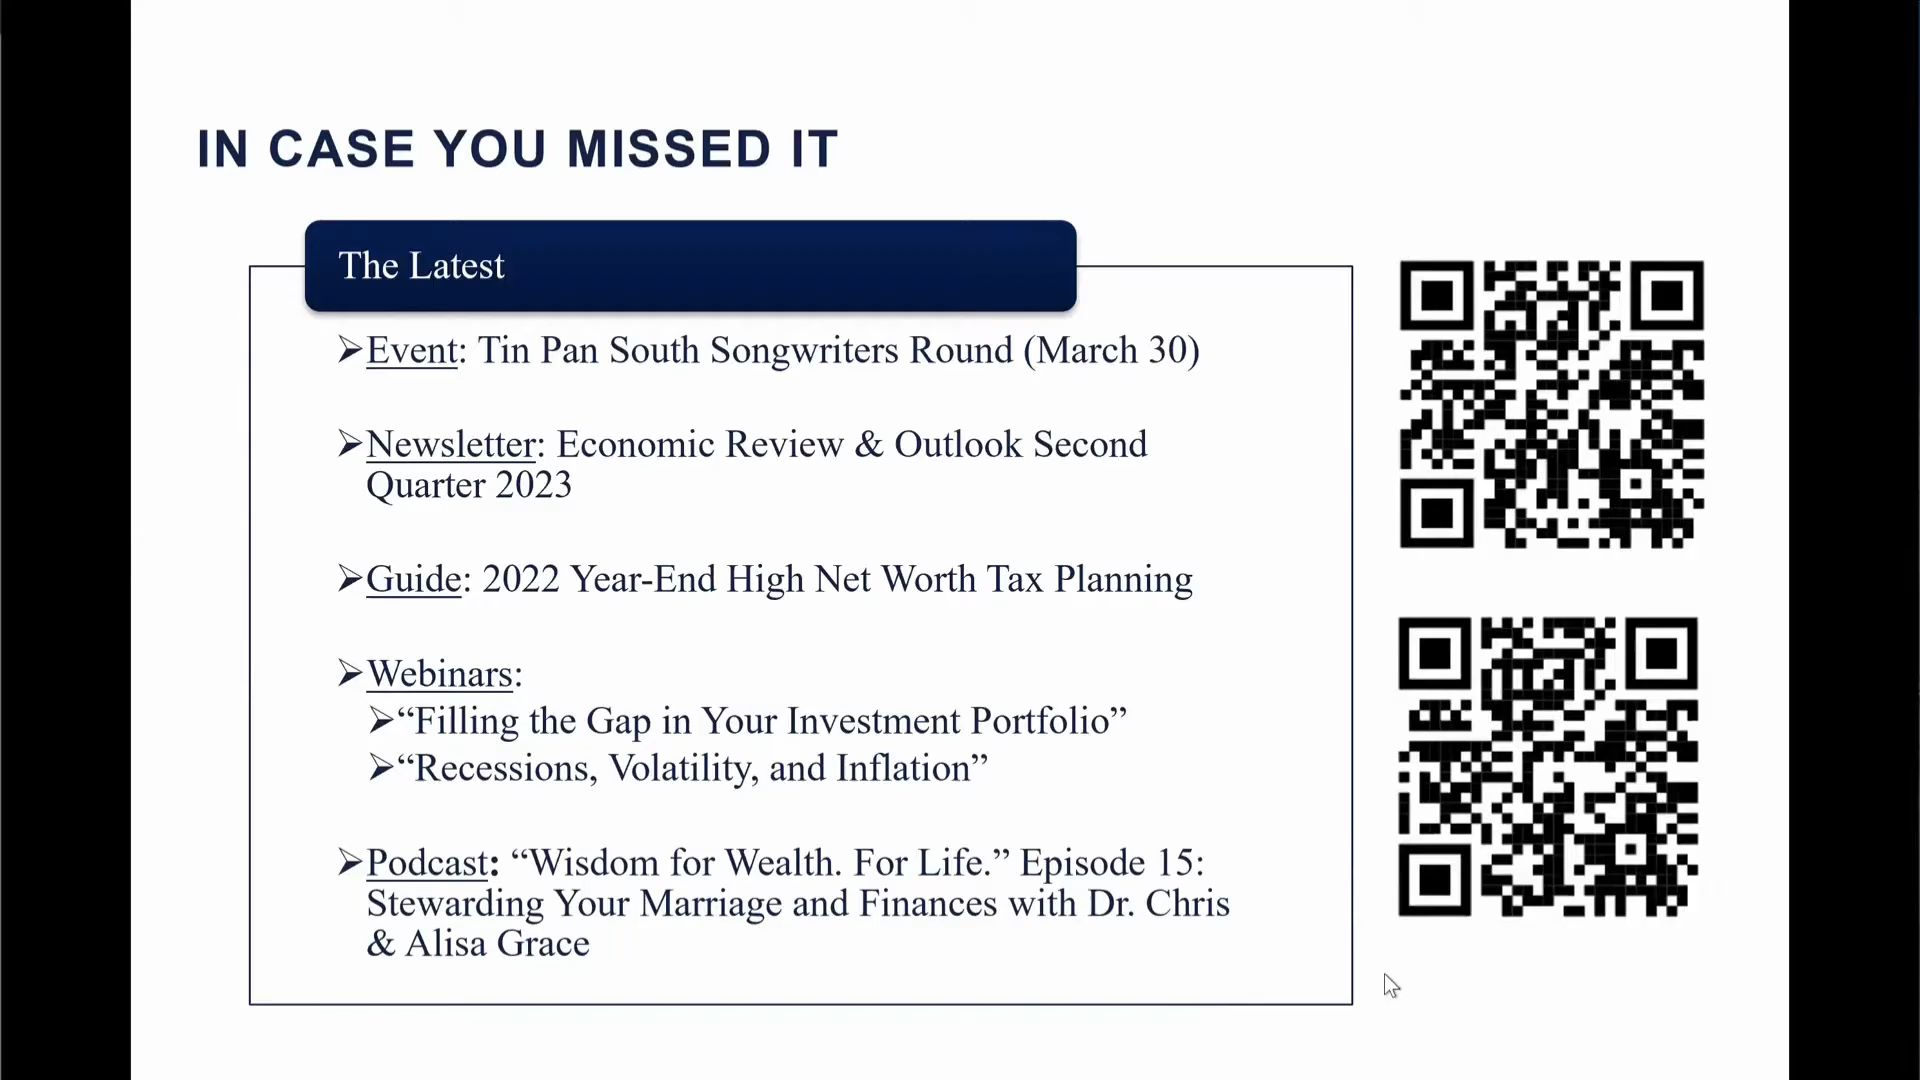 IN CASE YOU MISSED IT
The Latest
➢Event: Tin Pan South Songwriters Round (March 30)
➢Newsletter: Economic Review & Outlook Second
Quarter 2023
➢Guide: 2022 Year-End High Net Worth Tax Planning
➢Webinars:
➢“Filling the Gap in Your Investment Portfolio”
➢“Recessions, Volatility, and Inflation”
➢Podcast: “Wisdom for Wealth. For Life.” Episode 15:
Stewarding Your Marriage and Finances with Dr. Chris
& Alisa Grace